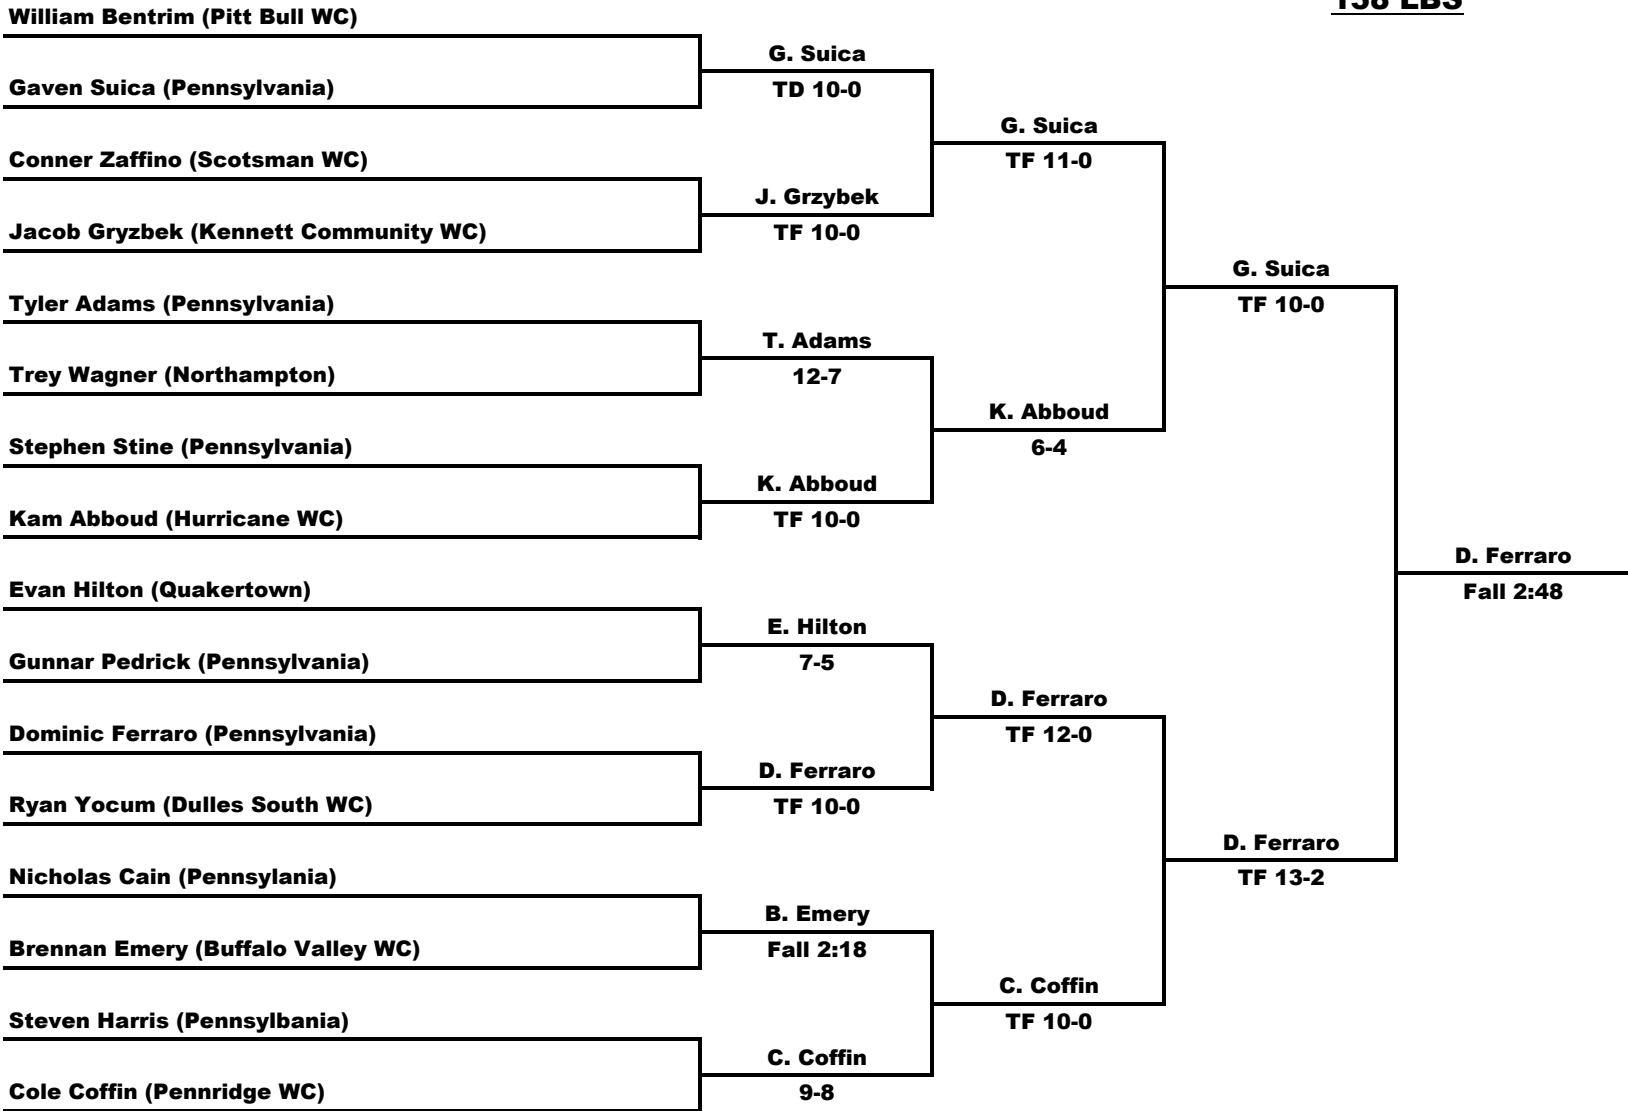 138 LBS
William Bentrim (Pitt Bull WC)
Gaven Suica (Pennsylvania)
Conner Zaffino (Scotsman WC)
Jacob Gryzbek (Kennett Community WC)
Tyler Adams (Pennsylvania)
Trey Wagner (Northampton)
Stephen Stine (Pennsylvania)
Kam Abboud (Hurricane WC)
Evan Hilton (Quakertown)
Gunnar Pedrick (Pennsylvania)
Dominic Ferraro (Pennsylvania)
Ryan Yocum (Dulles South WC)
Nicholas Cain (Pennsylania)
Brennan Emery (Buffalo Valley WC)
Steven Harris (Pennsylbania)
Cole Coffin (Pennridge WC)
G. Suica
TD 10-0
J. Grzybek
TF 10-0
T. Adams
12-7
K. Abboud
TF 10-0
E. Hilton
7-5
D. Ferraro
TF 10-0
B. Emery
Fall 2:18
C. Coffin
9-8
G. Suica
TF 11-0
K. Abboud
6-4
D. Ferraro
TF 12-0
C. Coffin
TF 10-0
G. Suica
TF 10-0
D. Ferraro
TF 13-2
D. Ferraro
Fall 2:48